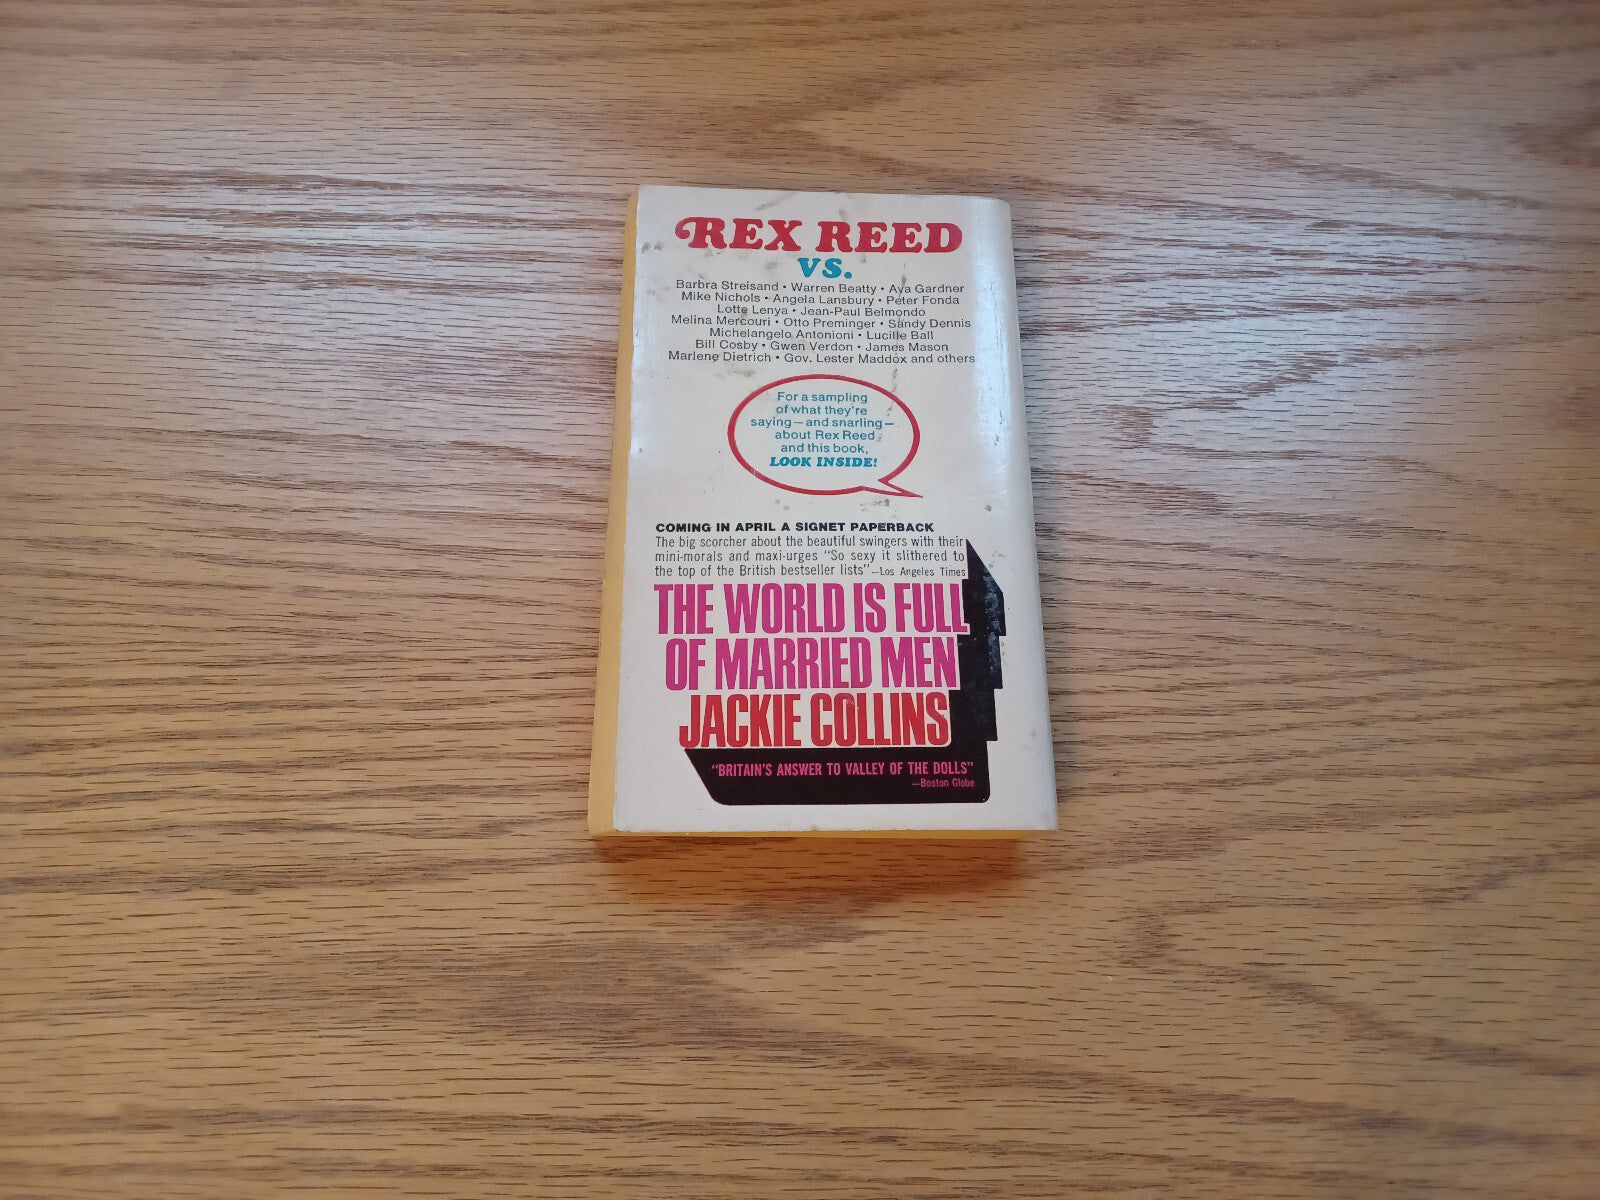 REX REED
VS.
Barbra Streisand • Warren Beatty • Ava Gardner
Mike Nichols • Angela Lansbury • Peter Fonda
Lotte Lenya • Jean-Paul Belmondo
Melina Mercouri • Otto Preminger • Sandy Dennis
Michelangelo Antonioni • Lucille Ball
Bill Cosby • Gwen Verdon • James Mason
Marlene Dietrich • Gov. Lester Maddox and others
For a sampling
of what they're
saying—and snarling—
about Rex Reed
and this book,
LOOK INSIDE!
COMING IN APRIL A SIGNET PAPERBACK
The big scorcher about the beautiful swingers with their
mini-morals and maxi-urges "So sexy it slithered to
the top of the British bestseller lists"—Los Angeles Times
THE WORLD IS FULL
OF MARRIED MEN
JACKIE COLLINS
"BRITAIN'S ANSWER TO VALLEY OF THE DOLLS"
—Boston Globe